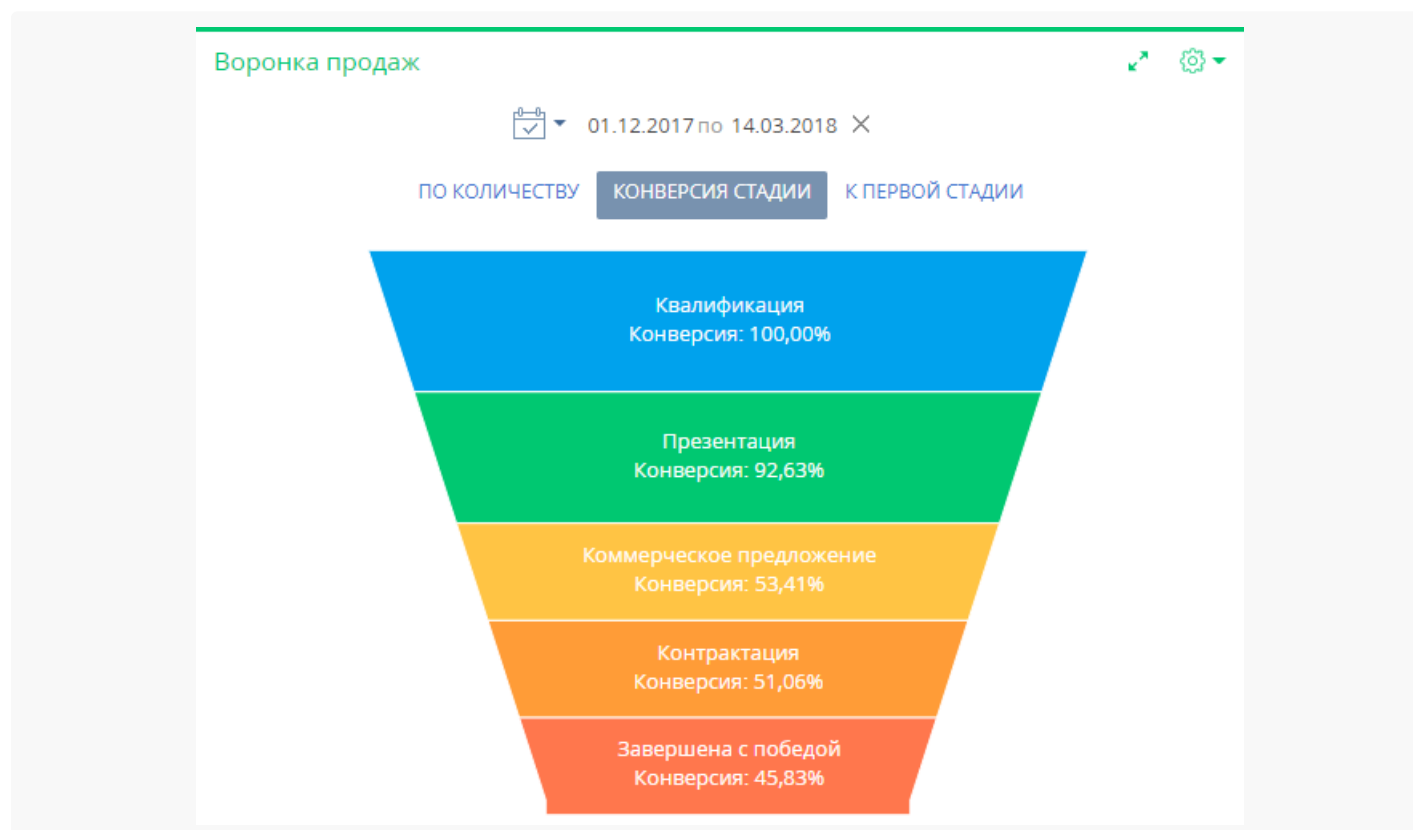 Воронка продаж
01.12.2017 по 14.03.2018
ПО КОЛИЧЕСТВУ КОНВЕРСИЯ СТАДИИ К ПЕРВОЙ СТАДИИ
Квалификация
Конверсия: 100,00%
Презентация
Конверсия: 92,63%
Коммерческое предложение
Конверсия: 53,41%
Контрактация
Конверсия: 51,06%
Завершена с победой
Конверсия: 45,83%